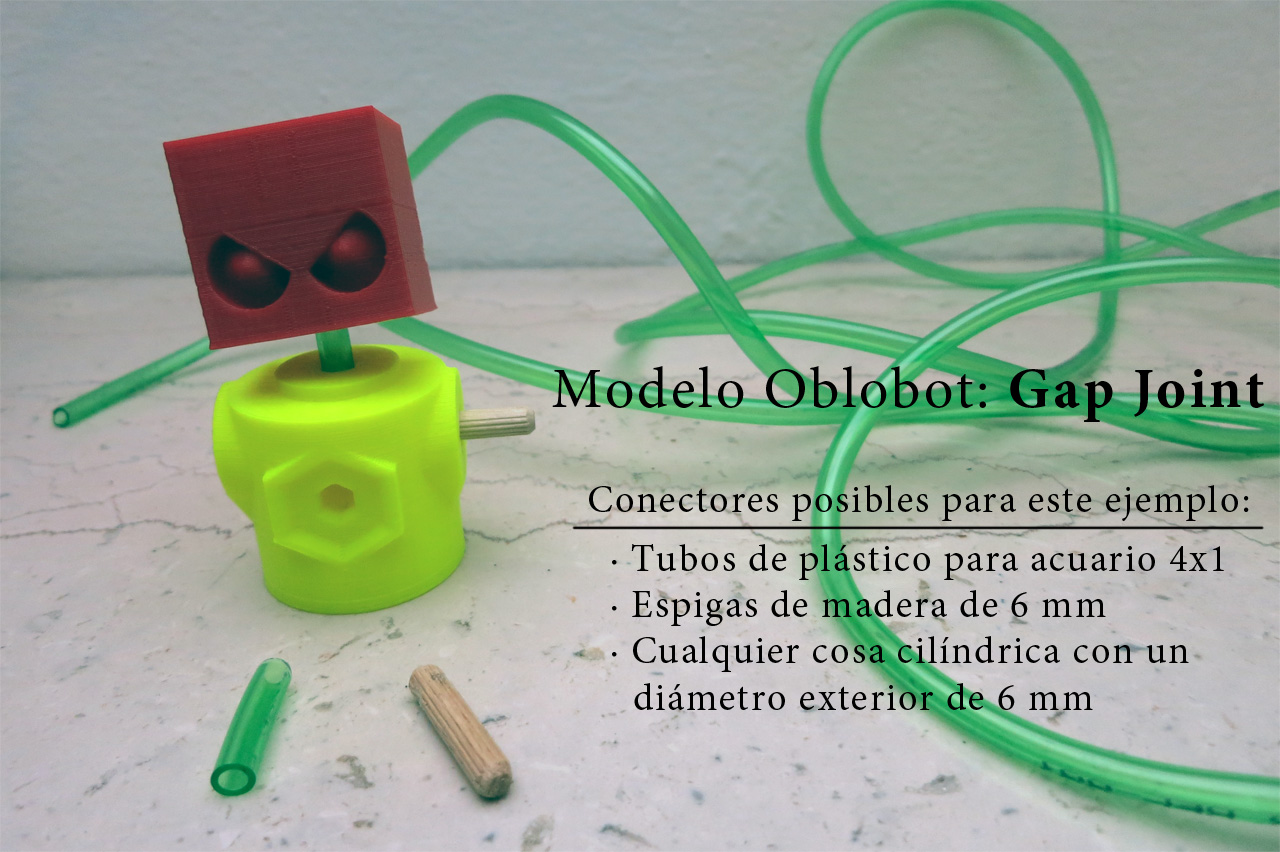 Modelo Oblobot: Gap Joint
Conectores posibles para este ejemplo:
· Tubos de plástico para acuario 4x1
· Espigas de madera de 6 mm
· Cualquier cosa cilíndrica con un
diámetro exterior de 6 mm